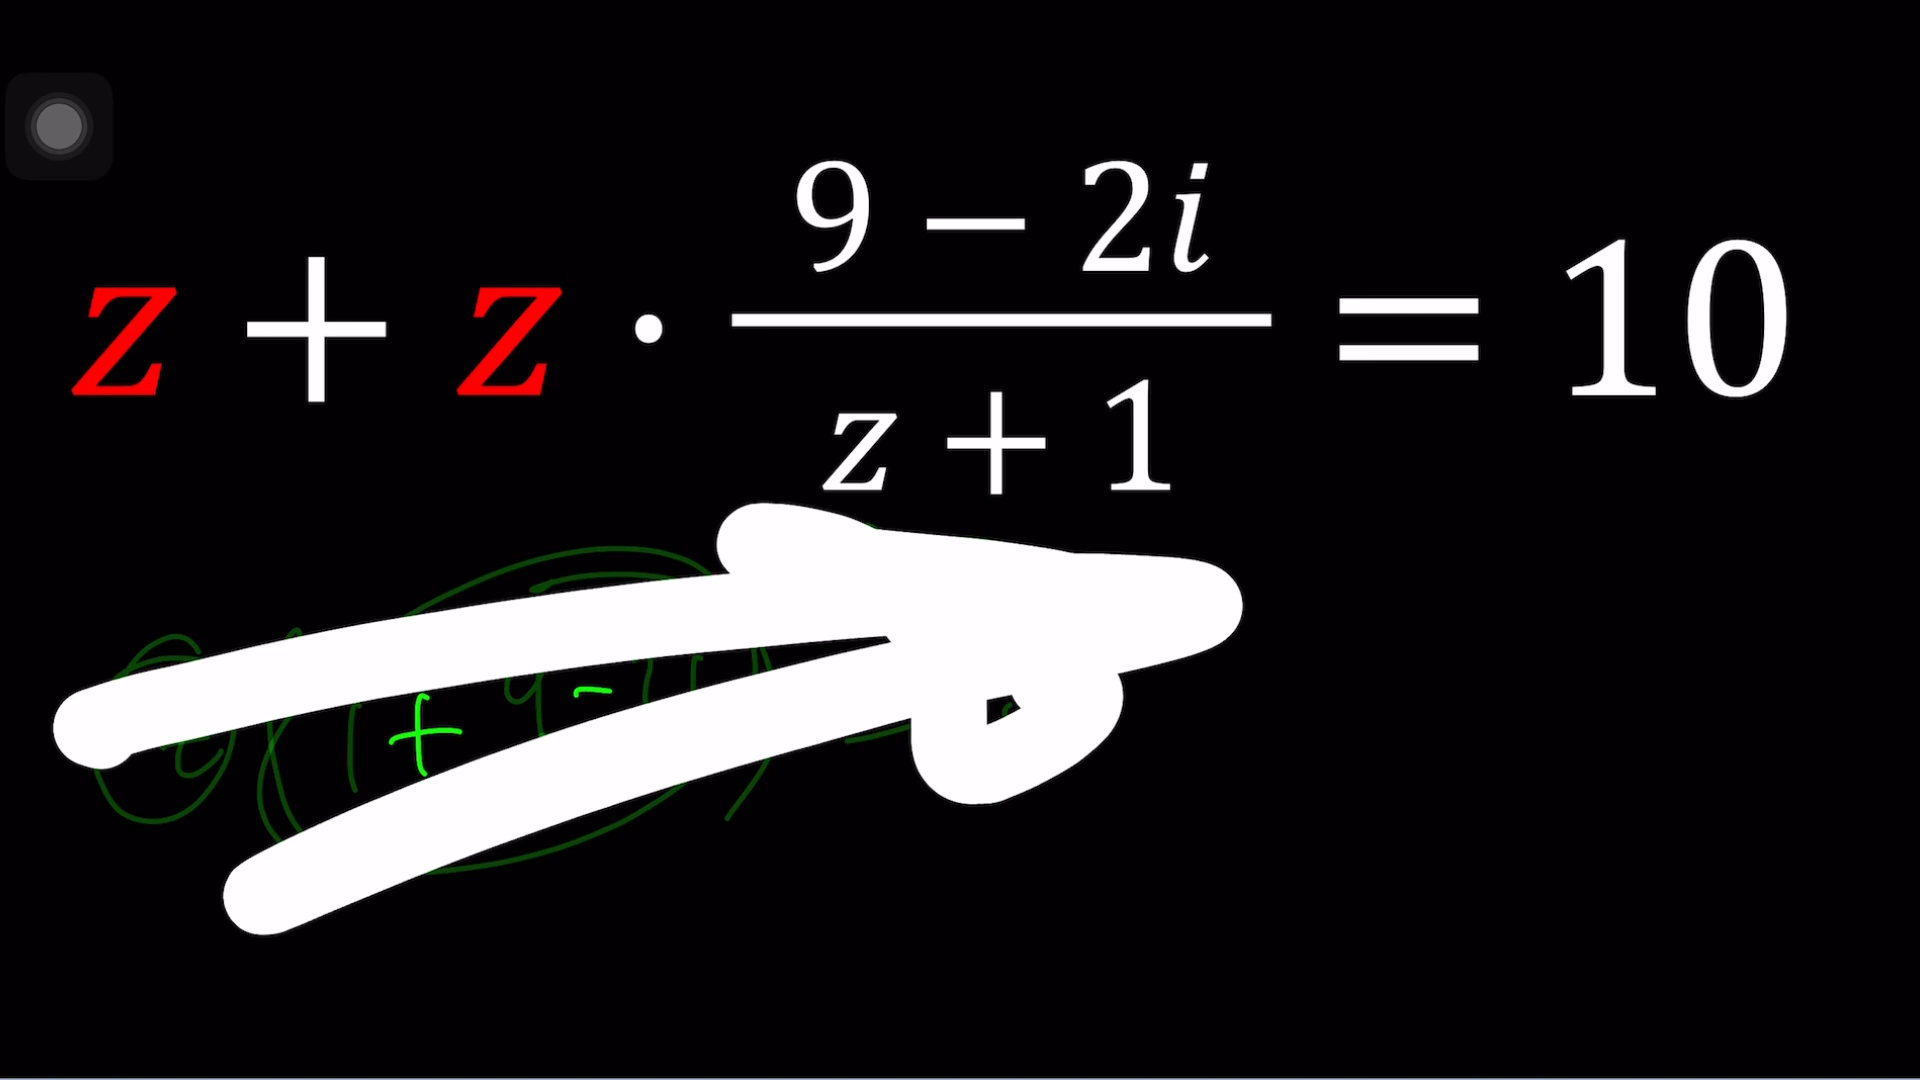 z + z · (9 − 2i)/(z + 1) = 10
+ -